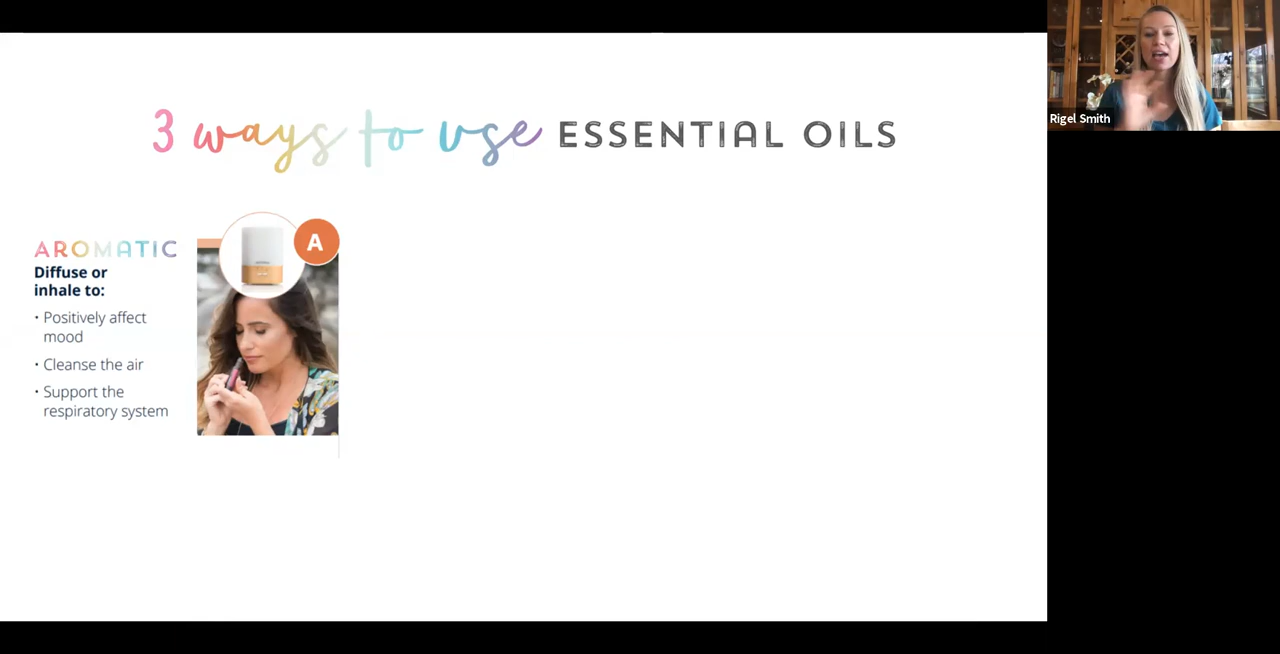 3 ways to use ESSENTIAL OILS
AROMATIC
Diffuse or
inhale to:
• Positively affect
mood
• Cleanse the air
• Support the
respiratory system
A
Rigel Smith